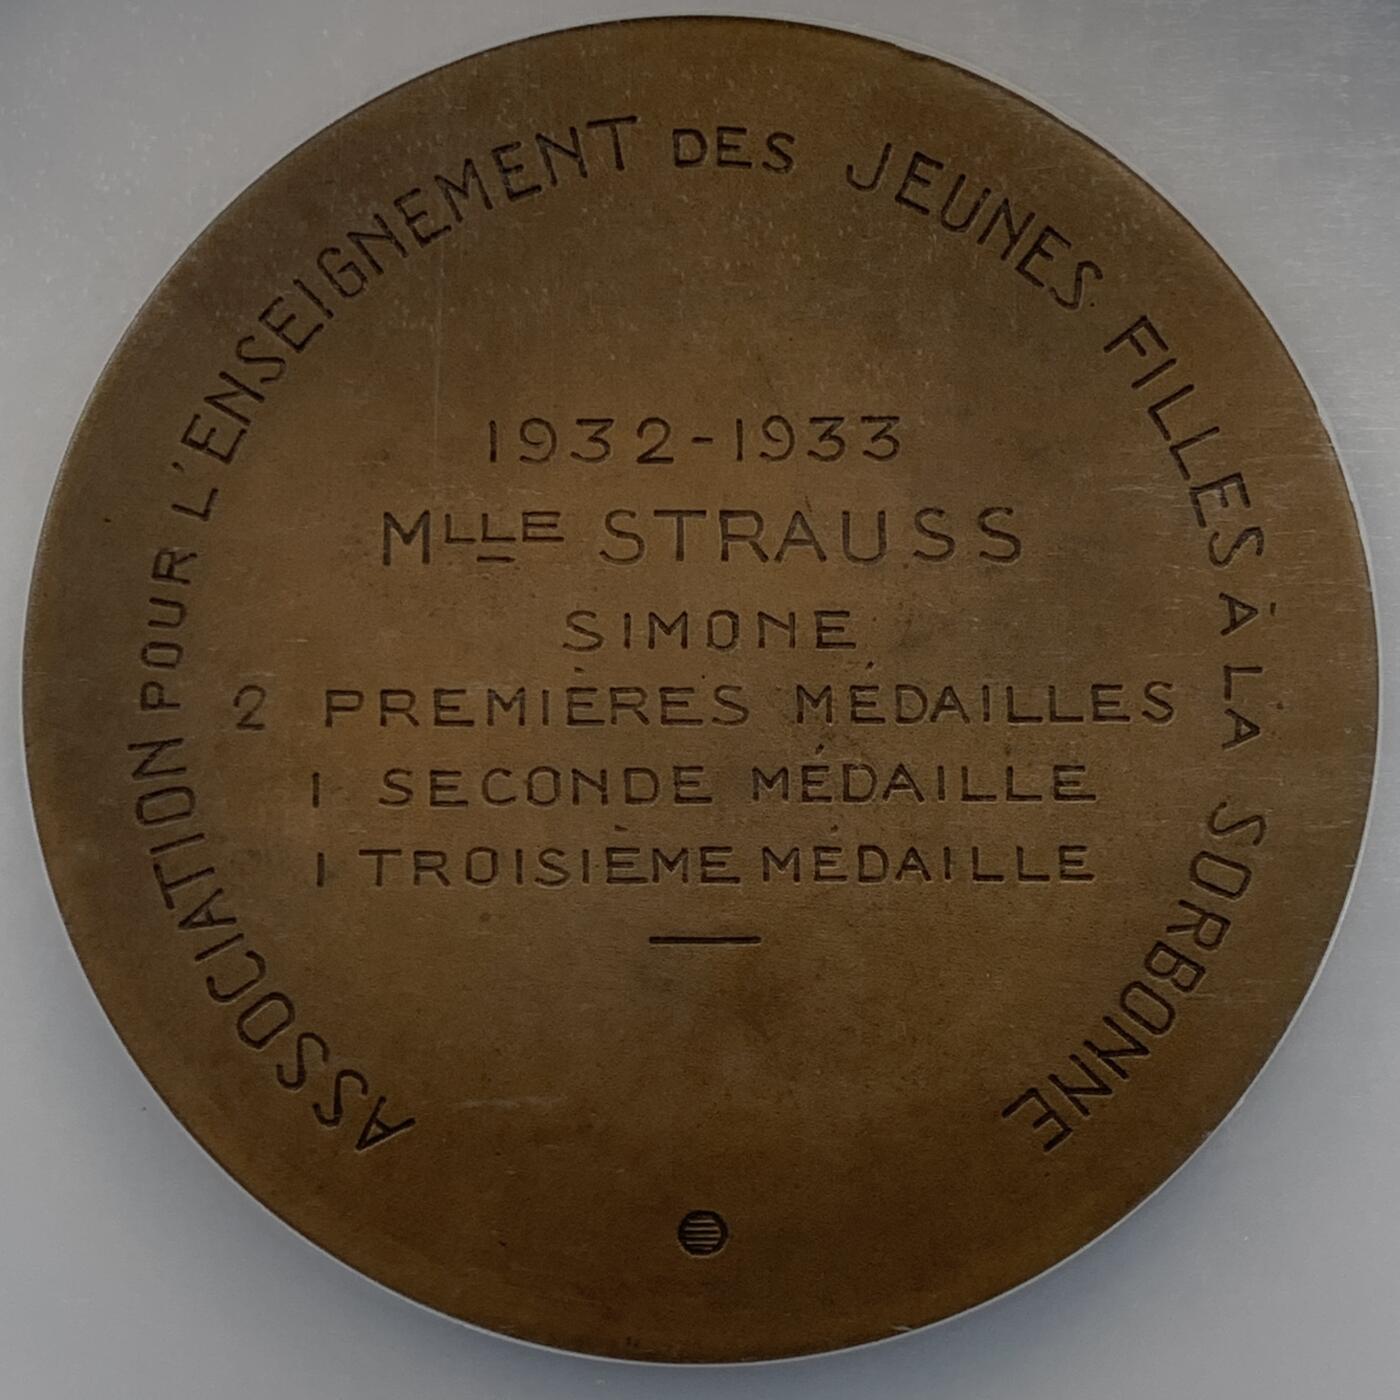 ASSOCIATION POUR L'ENSEIGNEMENT DES JEUNES FILLES À LA SORBONNE
1932-1933
MLLE STRAUSS
SIMONE
2 PREMIÈRES MÉDAILLES
1 SECONDE MÉDAILLE
1 TROISIÈME MÉDAILLE